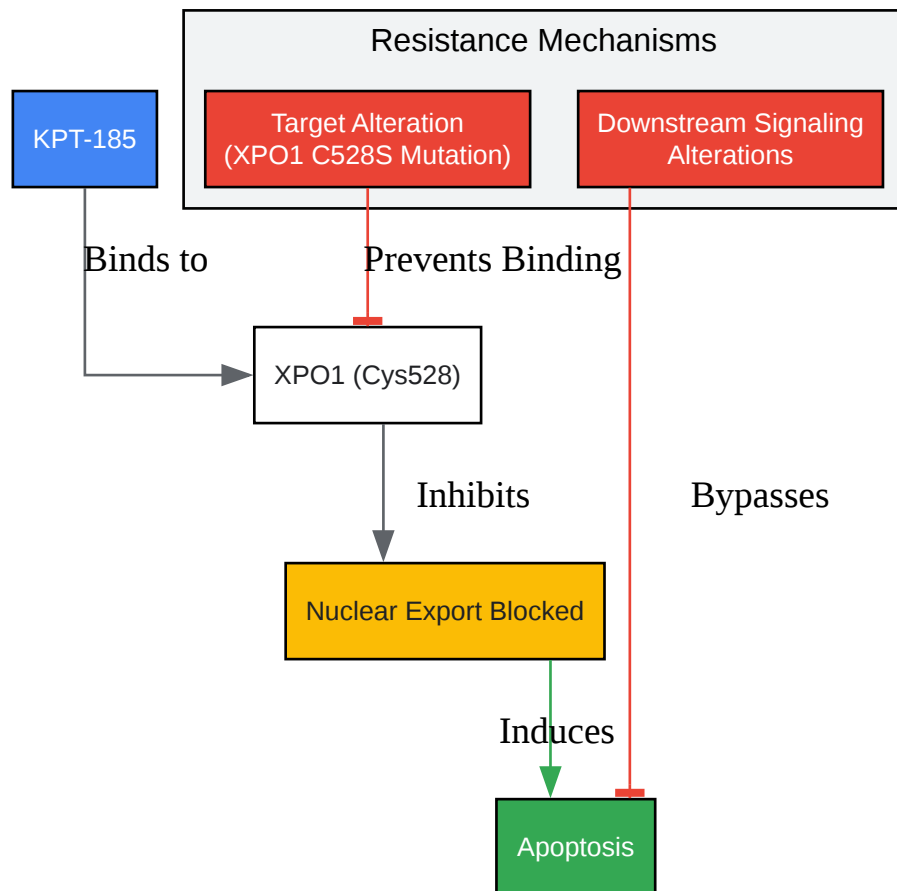 Resistance Mechanisms
KPT-185
Target Alteration
(XPO1 C528S Mutation)
Downstream Signaling
Alterations
Binds to
Prevents Binding
XPO1 (Cys528)
Inhibits
Bypasses
Nuclear Export Blocked
Induces
Apoptosis